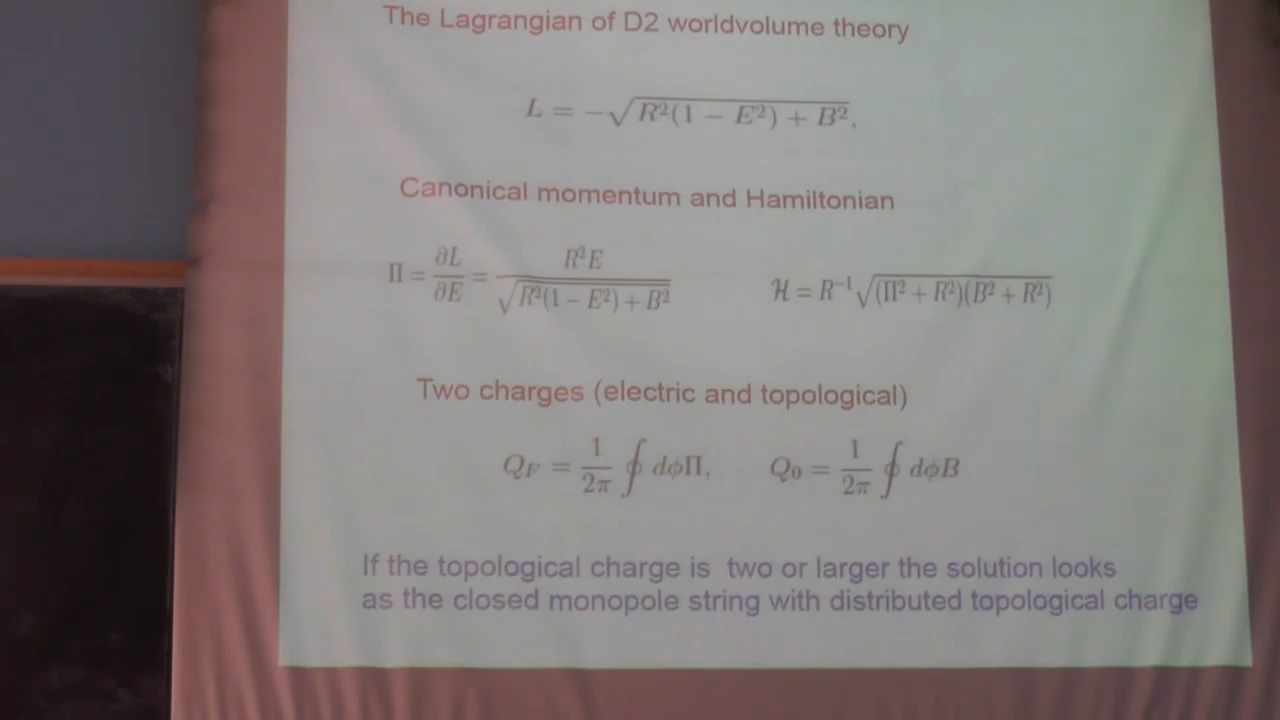 The Lagrangian of D2 worldvolume theory
L = −√(R²(1 − E²) + B²),
Canonical momentum and Hamiltonian
Π = ∂L/∂E = R²E/√(R²(1 − E²) + B²) ℋ = R⁻¹√((Π² + R²)(B² + R²))
Two charges (electric and topological)
Q_F = 1/2π ∮ dϕΠ, Q₀ = 1/2π ∮ dϕB
If the topological charge is two or larger the solution looks
as the closed monopole string with distributed topological charge